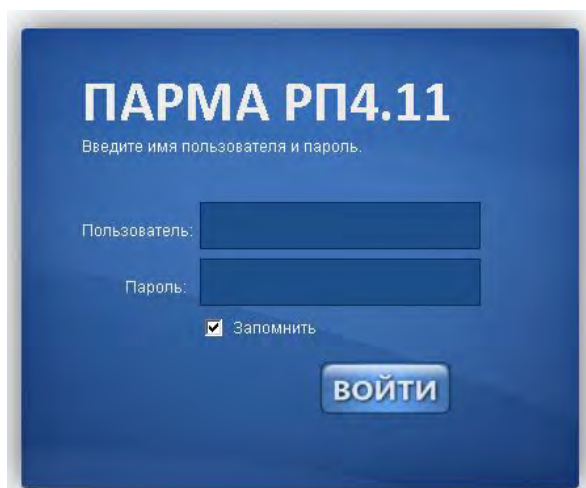 ПАРМА РП4.11
Введите имя пользователя и пароль.
Пользователь:
Пароль:
Запомнить
ВОЙТИ